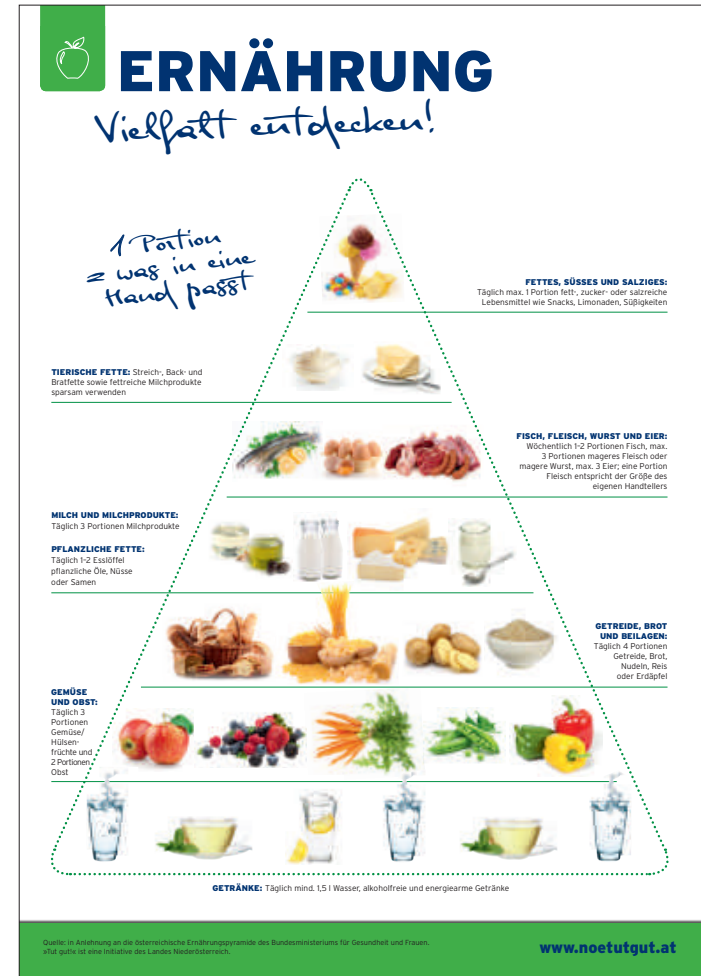 ERNÄHRUNG
Vielfalt entdecken!
1 Portion
= was in eine
Hand passt
FETTES, SÜSSES UND SALZIGES:
Täglich max. 1 Portion fett-, zucker- oder salzreiche
Lebensmittel wie Snacks, Limonaden, Süßigkeiten
TIERISCHE FETTE: Streich-, Back- und
Bratfette sowie fettreiche Milchprodukte
sparsam verwenden
FISCH, FLEISCH, WURST UND EIER:
Wöchentlich 1-2 Portionen Fisch, max.
3 Portionen mageres Fleisch oder
magere Wurst, max. 3 Eier; eine Portion
Fleisch entspricht der Größe des
eigenen Handtellers
MILCH UND MILCHPRODUKTE:
Täglich 3 Portionen Milchprodukte
PFLANZLICHE FETTE:
Täglich 1-2 Esslöffel
pflanzliche Öle, Nüsse
oder Samen
GETREIDE, BROT
UND BEILAGEN:
Täglich 4 Portionen
Getreide, Brot,
Nudeln, Reis
oder Erdäpfel
GEMÜSE
UND OBST:
Täglich 3
Portionen
Gemüse/
Hülsen-
früchte und
2 Portionen
Obst
GETRÄNKE: Täglich mind. 1,5 l Wasser, alkoholfreie und energiearme Getränke
Quelle: in Anlehnung an die österreichische Ernährungspyramide des Bundesministeriums für Gesundheit und Frauen.
»Tut gut!« ist eine Initiative des Landes Niederösterreich.
www.noetutgut.at